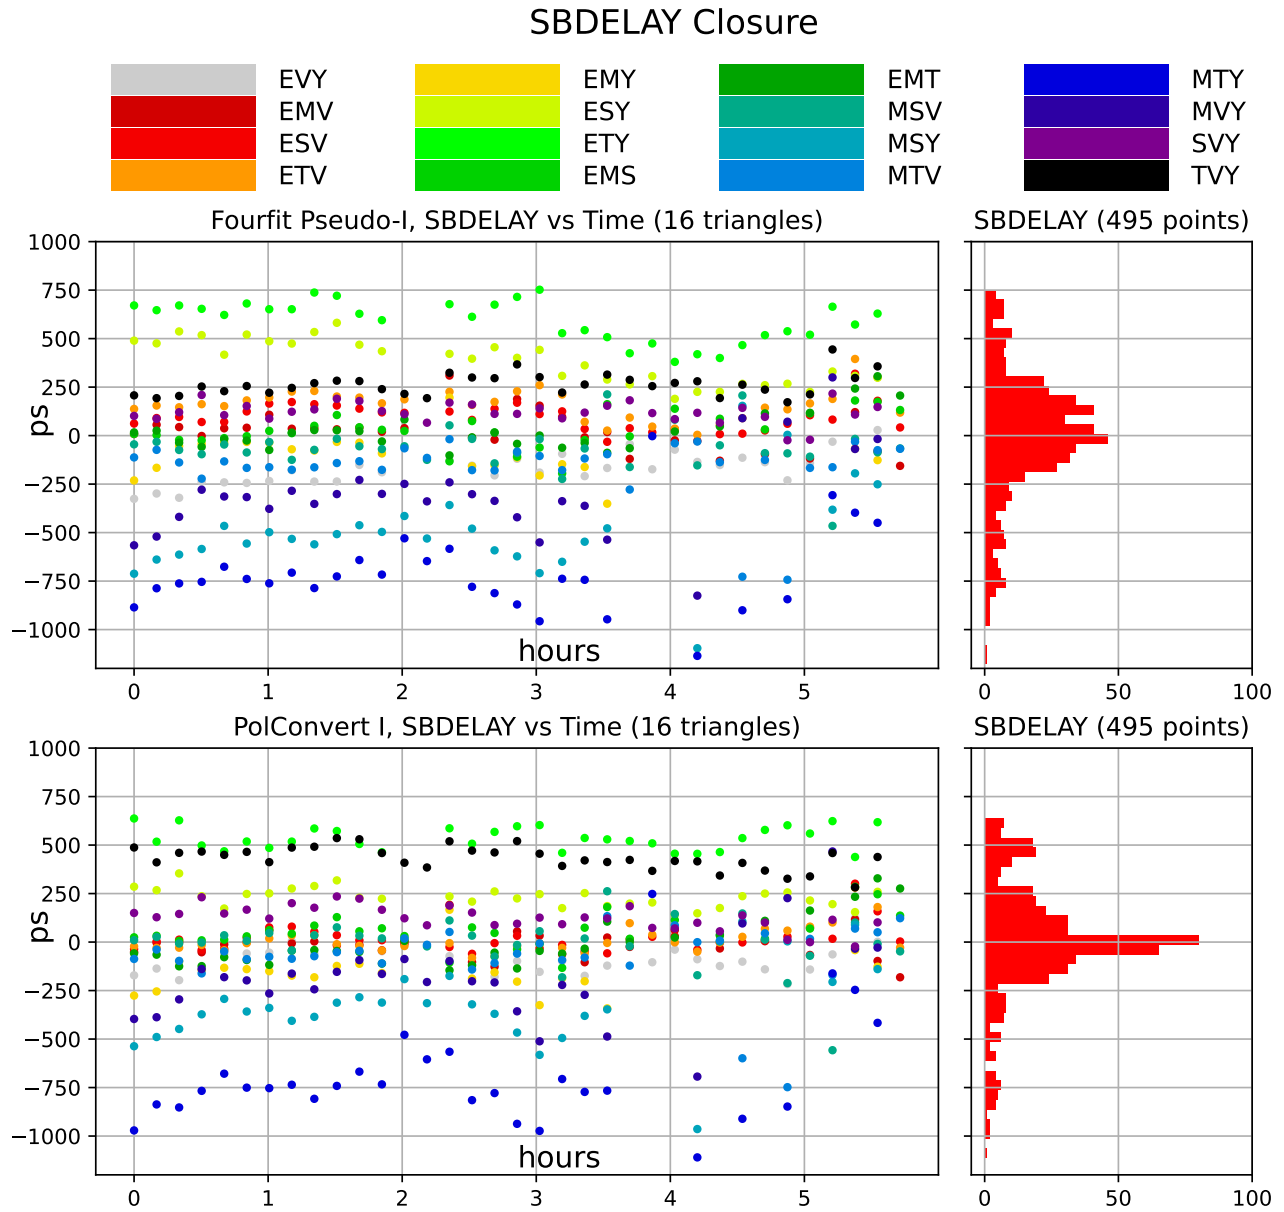 SBDELAY Closure
EVY EMY EMT MTY
EMV ESY MSV MVY
ESV ETY MSY SVY
ETV EMS MTV TVY
Fourfit Pseudo-I, SBDELAY vs Time (16 triangles) SBDELAY (495 points)
1000
750
500
250
0
−250
−500
−750
−1000
ps
hours
0 1 2 3 4 5 0 50 100
PolConvert I, SBDELAY vs Time (16 triangles) SBDELAY (495 points)
1000
750
500
250
0
−250
−500
−750
−1000
ps
hours
0 1 2 3 4 5 0 50 100